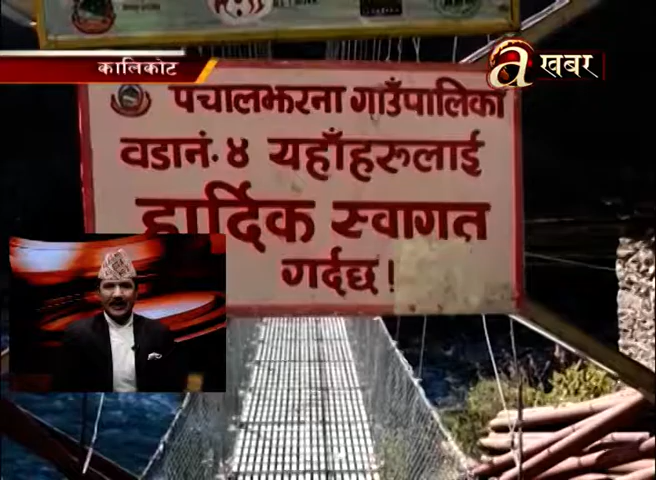 कालिकोट
a खबर
पचालझरना गाउँपालिका
वडानं. ४ यहाँहरूलाई
हार्दिक स्वागत
गर्दछ !